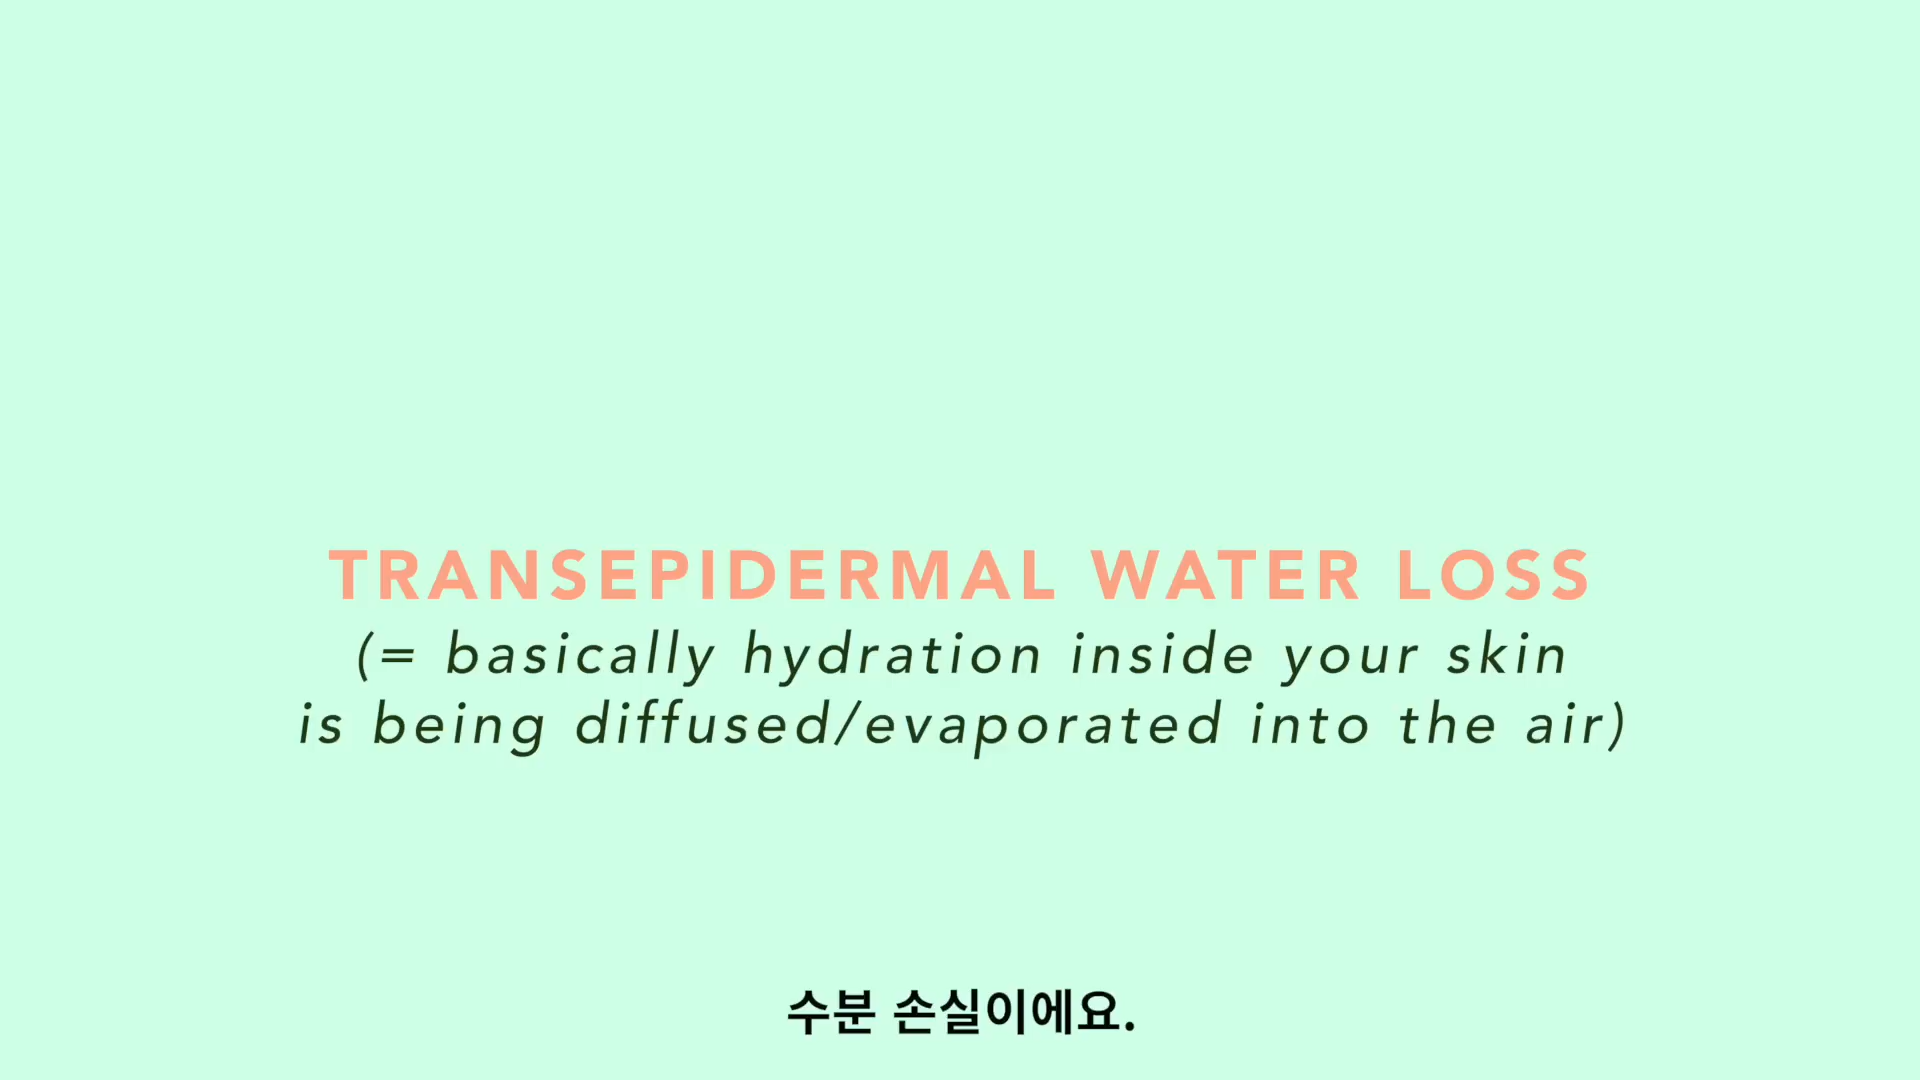 TRANSEPIDERMAL WATER LOSS
(= basically hydration inside your skin
is being diffused/evaporated into the air)
수분 손실이에요.